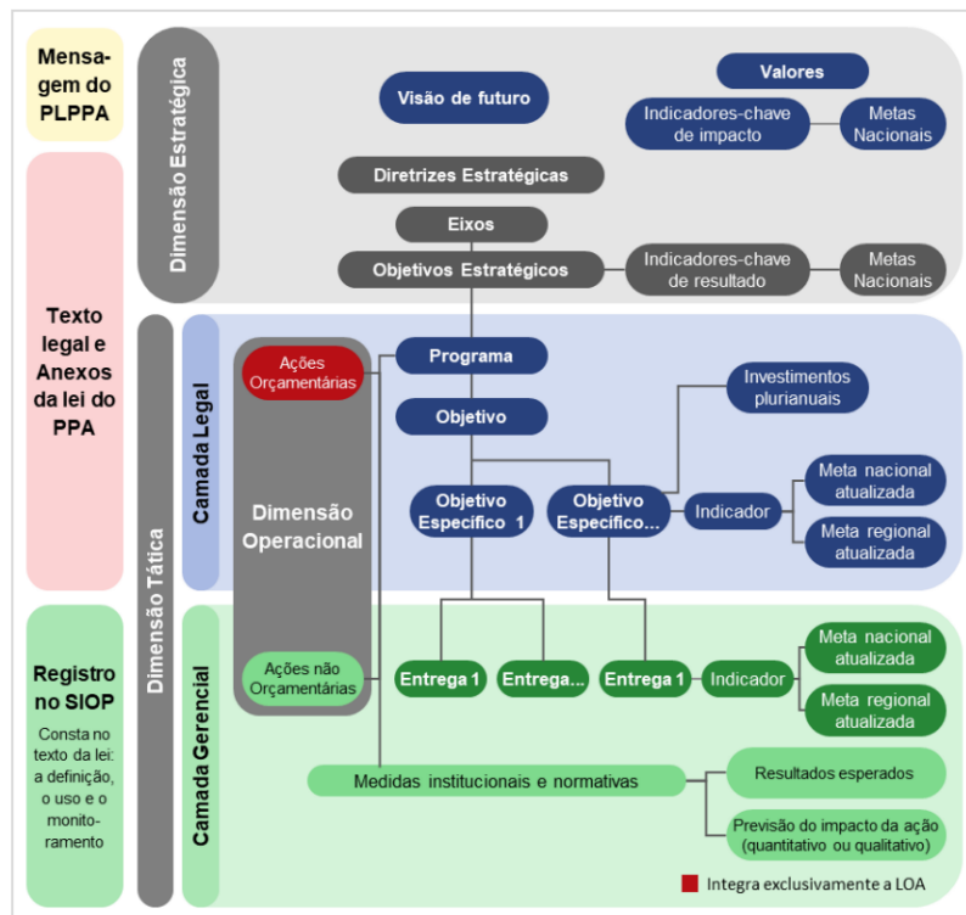 Mensa-
gem do
PLPPA
Texto
legal e
Anexos
da lei do
PPA
Registro
no SIOP
Consta no
texto da lei:
a definição,
o uso e o
monito-
ramento
Dimensão Estratégica
Visão de futuro
Valores
Indicadores-chave
de impacto
Metas
Nacionais
Diretrizes Estratégicas
Eixos
Objetivos Estratégicos
Indicadores-chave
de resultado
Metas
Nacionais
Dimensão Tática
Camada Legal
Dimensão
Operacional
Ações
Orçamentárias
Programa
Objetivo
Investimentos
plurianuais
Objetivo
Específico 1
Objetivo
Específico...
Indicador
Meta nacional
atualizada
Meta regional
atualizada
Camada Gerencial
Ações não
Orçamentárias
Entrega 1
Entrega...
Entrega 1
Indicador
Meta nacional
atualizada
Meta regional
atualizada
Medidas institucionais e normativas
Resultados esperados
Previsão do impacto da ação
(quantitativo ou qualitativo)
Integra exclusivamente a LOA